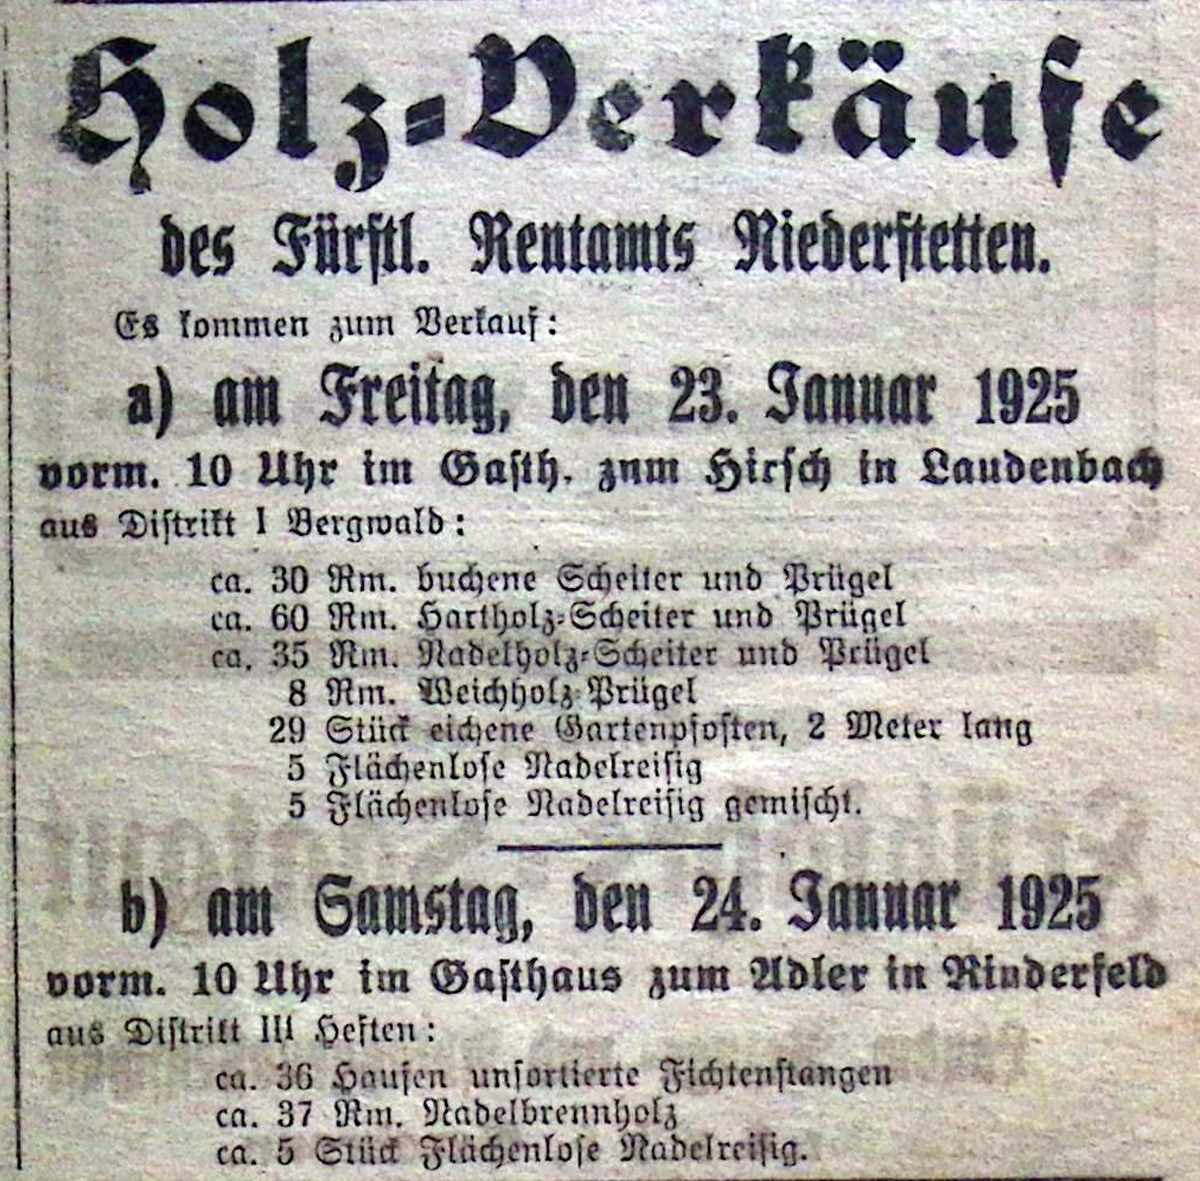 Holz-Verkäufe
des Fürstl. Rentamts Niederstetten.
Es kommen zum Verkauf:
a) am Freitag, den 23. Januar 1925
vorm. 10 Uhr im Gasth. zum Hirsch in Laudenbach
aus Distrikt I Bergwald:
ca. 30 Rm. buchene Scheiter und Prügel
ca. 60 Rm. Hartholz-Scheiter und Prügel
ca. 35 Rm. Nadelholz-Scheiter und Prügel
8 Rm. Weichholz-Prügel
29 Stück eichene Gartenpfosten, 2 Meter lang
5 Flächenlose Nadelreisig
5 Flächenlose Nadelreisig gemischt.
b) am Samstag, den 24. Januar 1925
vorm. 10 Uhr im Gasthaus zum Adler in Rinderfeld
aus Distrikt III Heften:
ca. 36 Haufen unsortierte Fichtenstangen
ca. 37 Rm. Nadelbrennholz
ca. 5 Stück Flächenlose Nadelreisig.